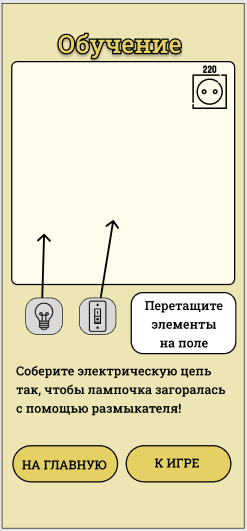 Обучение
220
Перетащите
элементы
на поле
Соберите электрическую цепь
так, чтобы лампочка загоралась
с помощью размыкателя!
НА ГЛАВНУЮ
К ИГРЕ